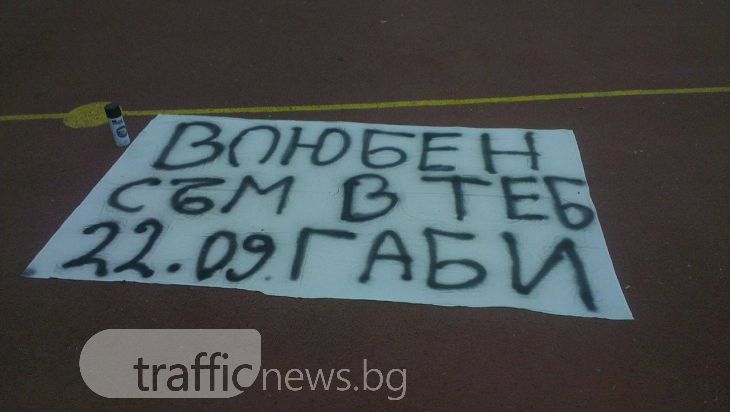 ВЛЮБЕН
СЪМ В ТЕБ
22.09. ГАБИ
trafficnews.bg